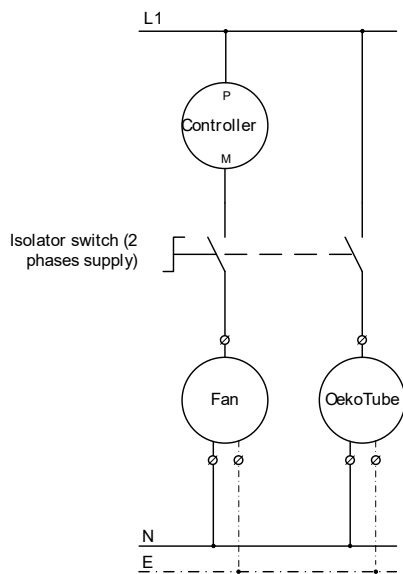 L1
P
Controller
M
Isolator switch (2
phases supply)
Fan
OekoTube
N
E